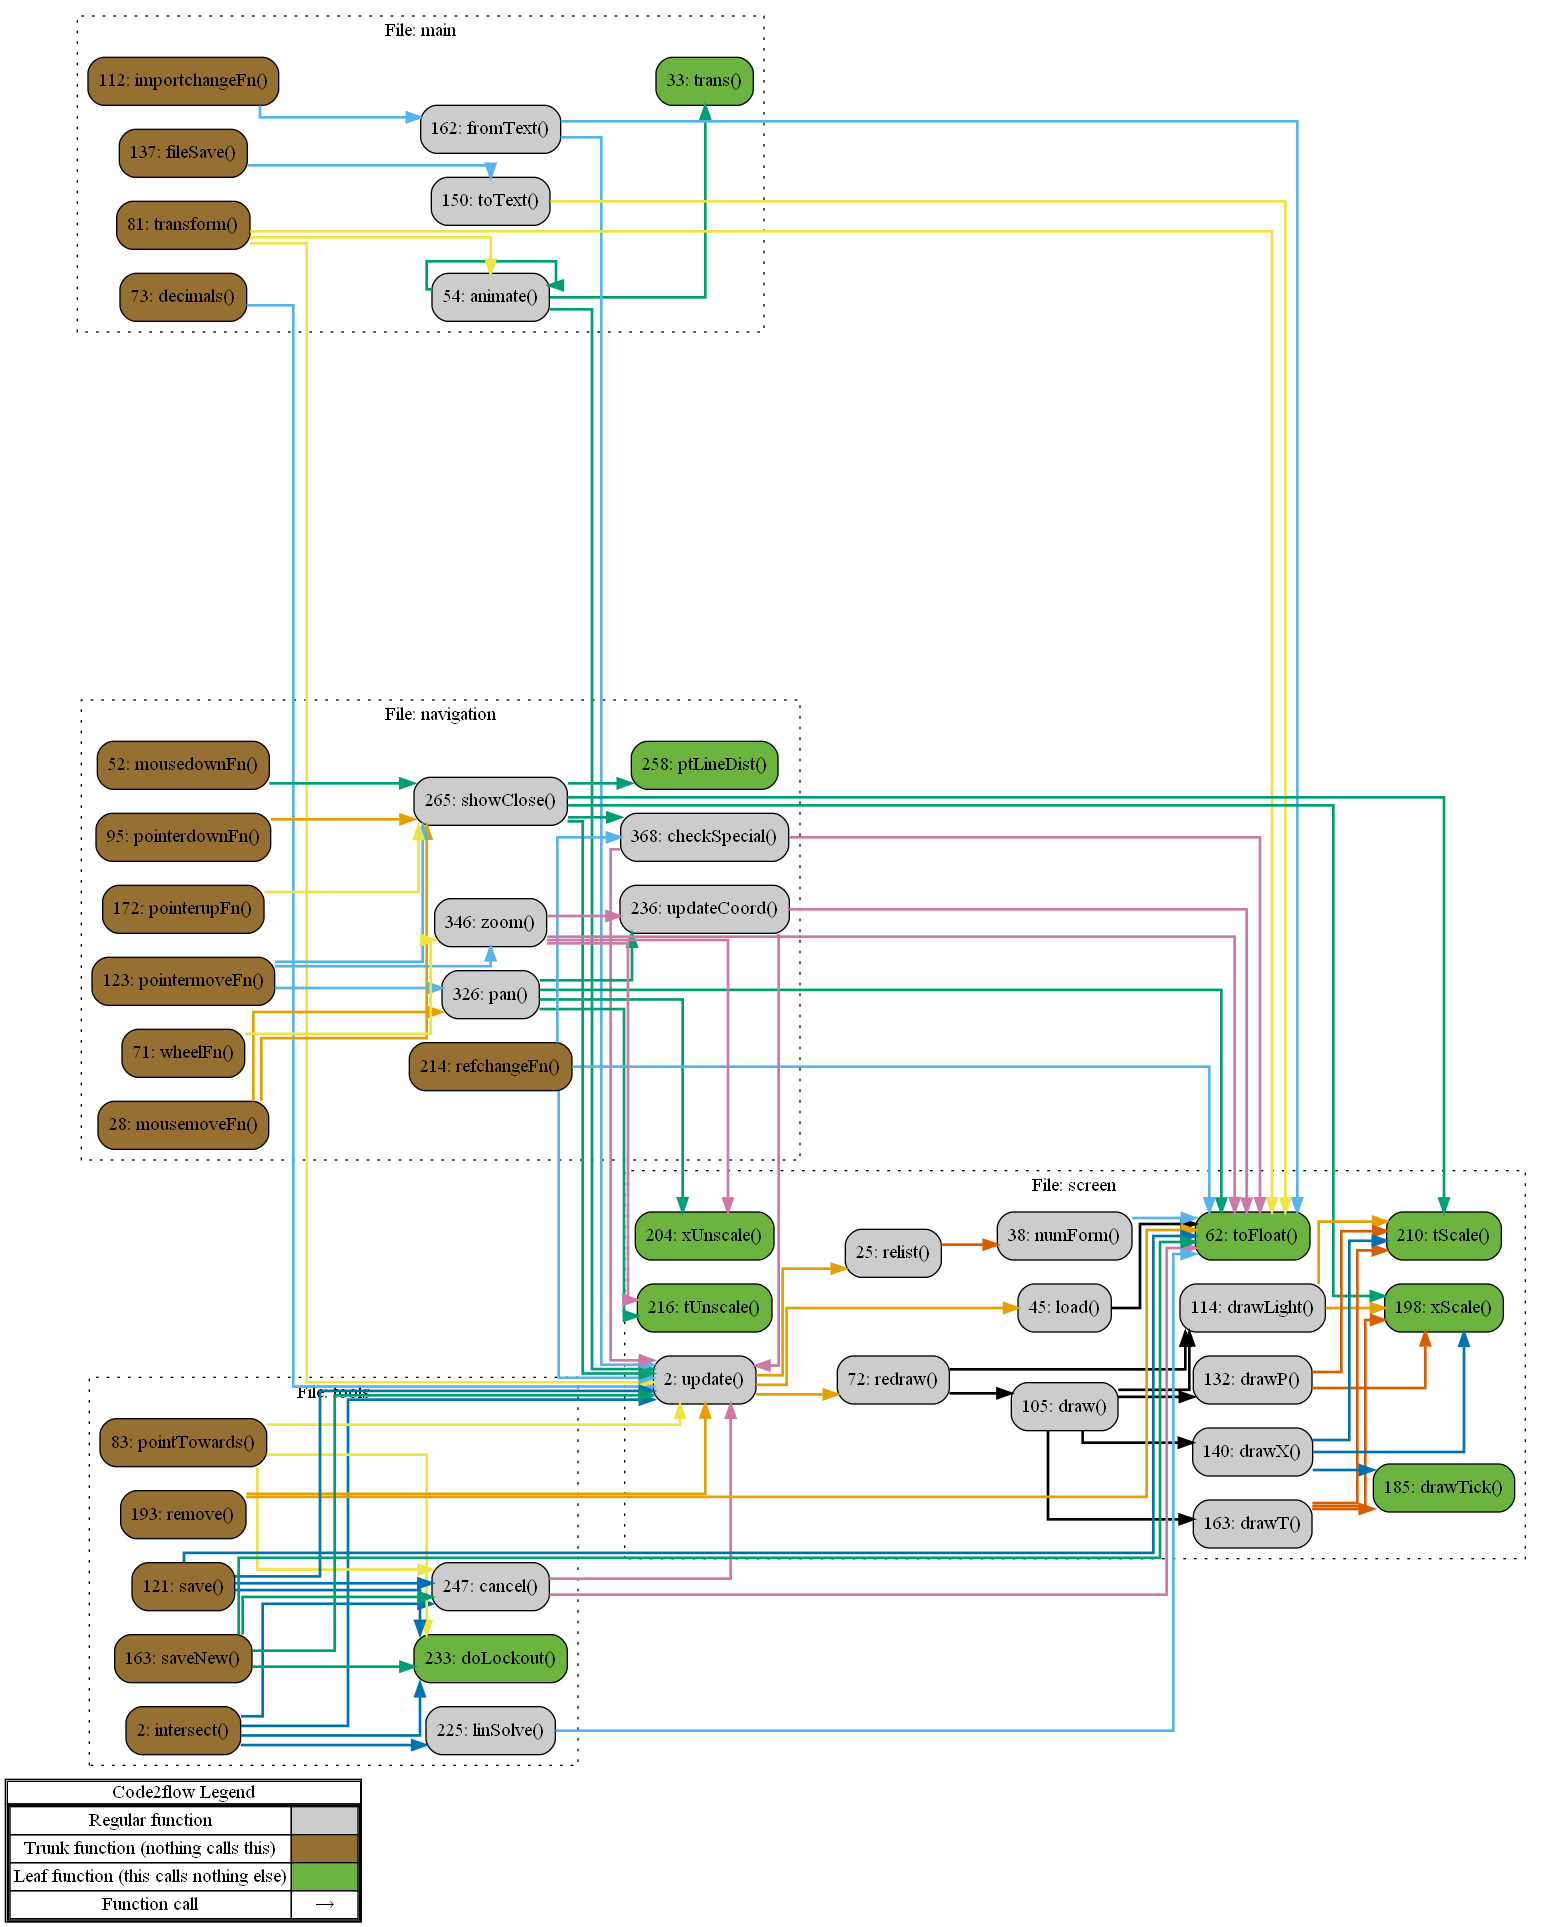 File: main
112: importchangeFn()
33: trans()
162: fromText()
137: fileSave()
150: toText()
81: transform()
73: decimals()
54: animate()
File: navigation
52: mousedownFn()
258: ptLineDist()
265: showClose()
95: pointerdownFn()
368: checkSpecial()
172: pointerupFn()
346: zoom()
236: updateCoord()
123: pointermoveFn()
326: pan()
71: wheelFn()
214: refchangeFn()
28: mousemoveFn()
File: screen
204: xUnscale()
25: relist()
38: numForm()
62: toFloat()
210: tScale()
216: tUnscale()
45: load()
114: drawLight()
198: xScale()
2: update()
72: redraw()
105: draw()
132: drawP()
140: drawX()
185: drawTick()
163: drawT()
File: tools
83: pointTowards()
193: remove()
121: save()
247: cancel()
163: saveNew()
233: doLockout()
2: intersect()
225: linSolve()
Code2flow Legend
Regular function
Trunk function (nothing calls this)
Leaf function (this calls nothing else)
Function call →